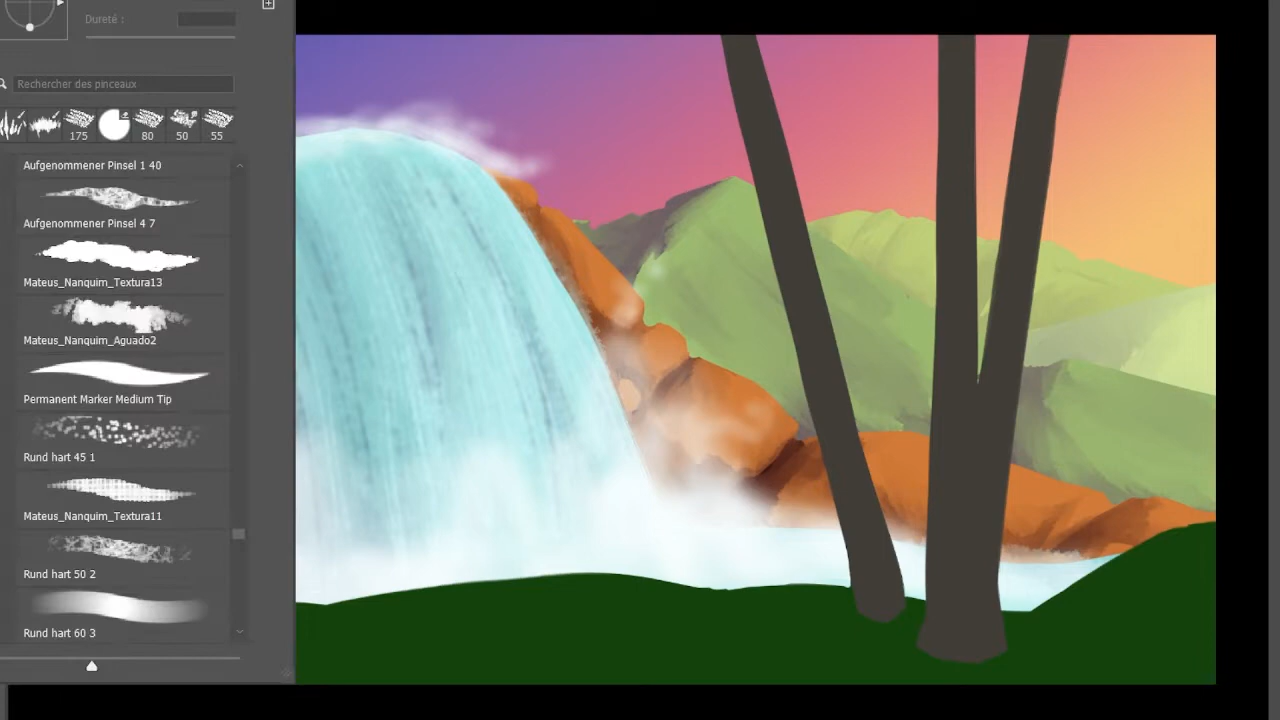 Dureté :
Rechercher des pinceaux
175 80 50 55
Aufgenommener Pinsel 1 40
Aufgenommener Pinsel 4 7
Mateus_Nanquim_Textura13
Mateus_Nanquim_Aguado2
Permanent Marker Medium Tip
Rund hart 45 1
Mateus_Nanquim_Textura11
Rund hart 50 2
Rund hart 60 3